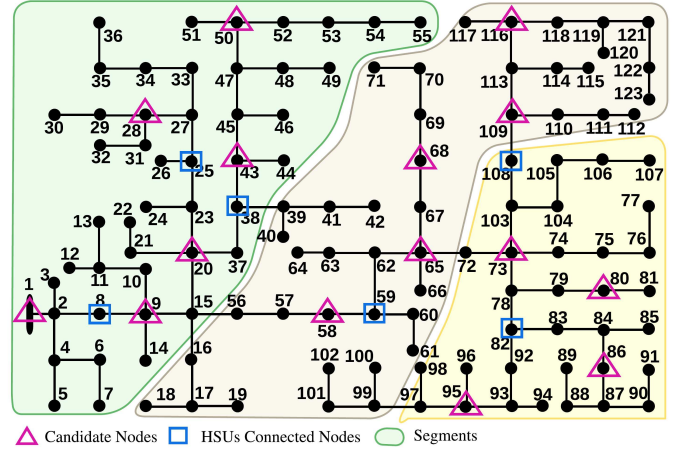 36 51 50 52 53 54 55 117 116 118 119 121
120
35 34 33 47 48 49 71 70 113 114 115 122
123
30 29 28 27 45 46 69 109 110 111 112
32 31 26 25 43 44 68 108 105 106 107
13 22 24 23 38 39 41 42 67 103 104 77
40
12 11 10 21 20 37 64 63 62 65 72 73 74 75 76
1 3 66 79 80 81
2 8 9 15 56 57 58 59 60 78
82 83 84 85
4 6 14 16 102 100 61 98 96 92 89 86 91
5 7 18 17 19 101 99 97 95 93 94 88 87 90
Candidate Nodes HSUs Connected Nodes Segments